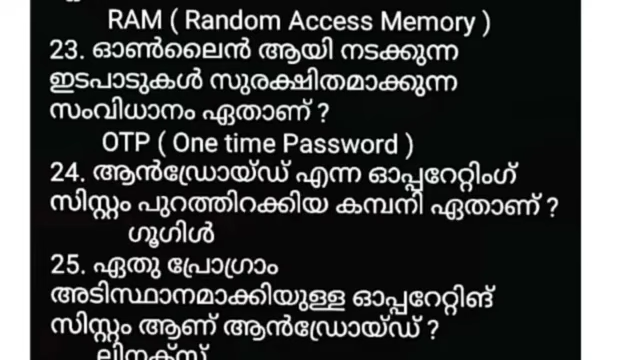 RAM ( Random Access Memory )
23. ഓൺലൈൻ ആയി നടക്കുന്ന
ഇടപാടുകൾ സുരക്ഷിതമാക്കുന്ന
സംവിധാനം ഏതാണ് ?
OTP ( One time Password )
24. ആൻഡ്രോയ്ഡ് എന്ന ഓപ്പറേറ്റിംഗ്
സിസ്റ്റം പുറത്തിറക്കിയ കമ്പനി ഏതാണ് ?
ഗൂഗിൾ
25. ഏതു പ്രോഗ്രാം
അടിസ്ഥാനമാക്കിയുള്ള ഓപ്പറേറ്റിങ്
സിസ്റ്റം ആണ് ആൻഡ്രോയ്ഡ് ?
ലിനക്സ്